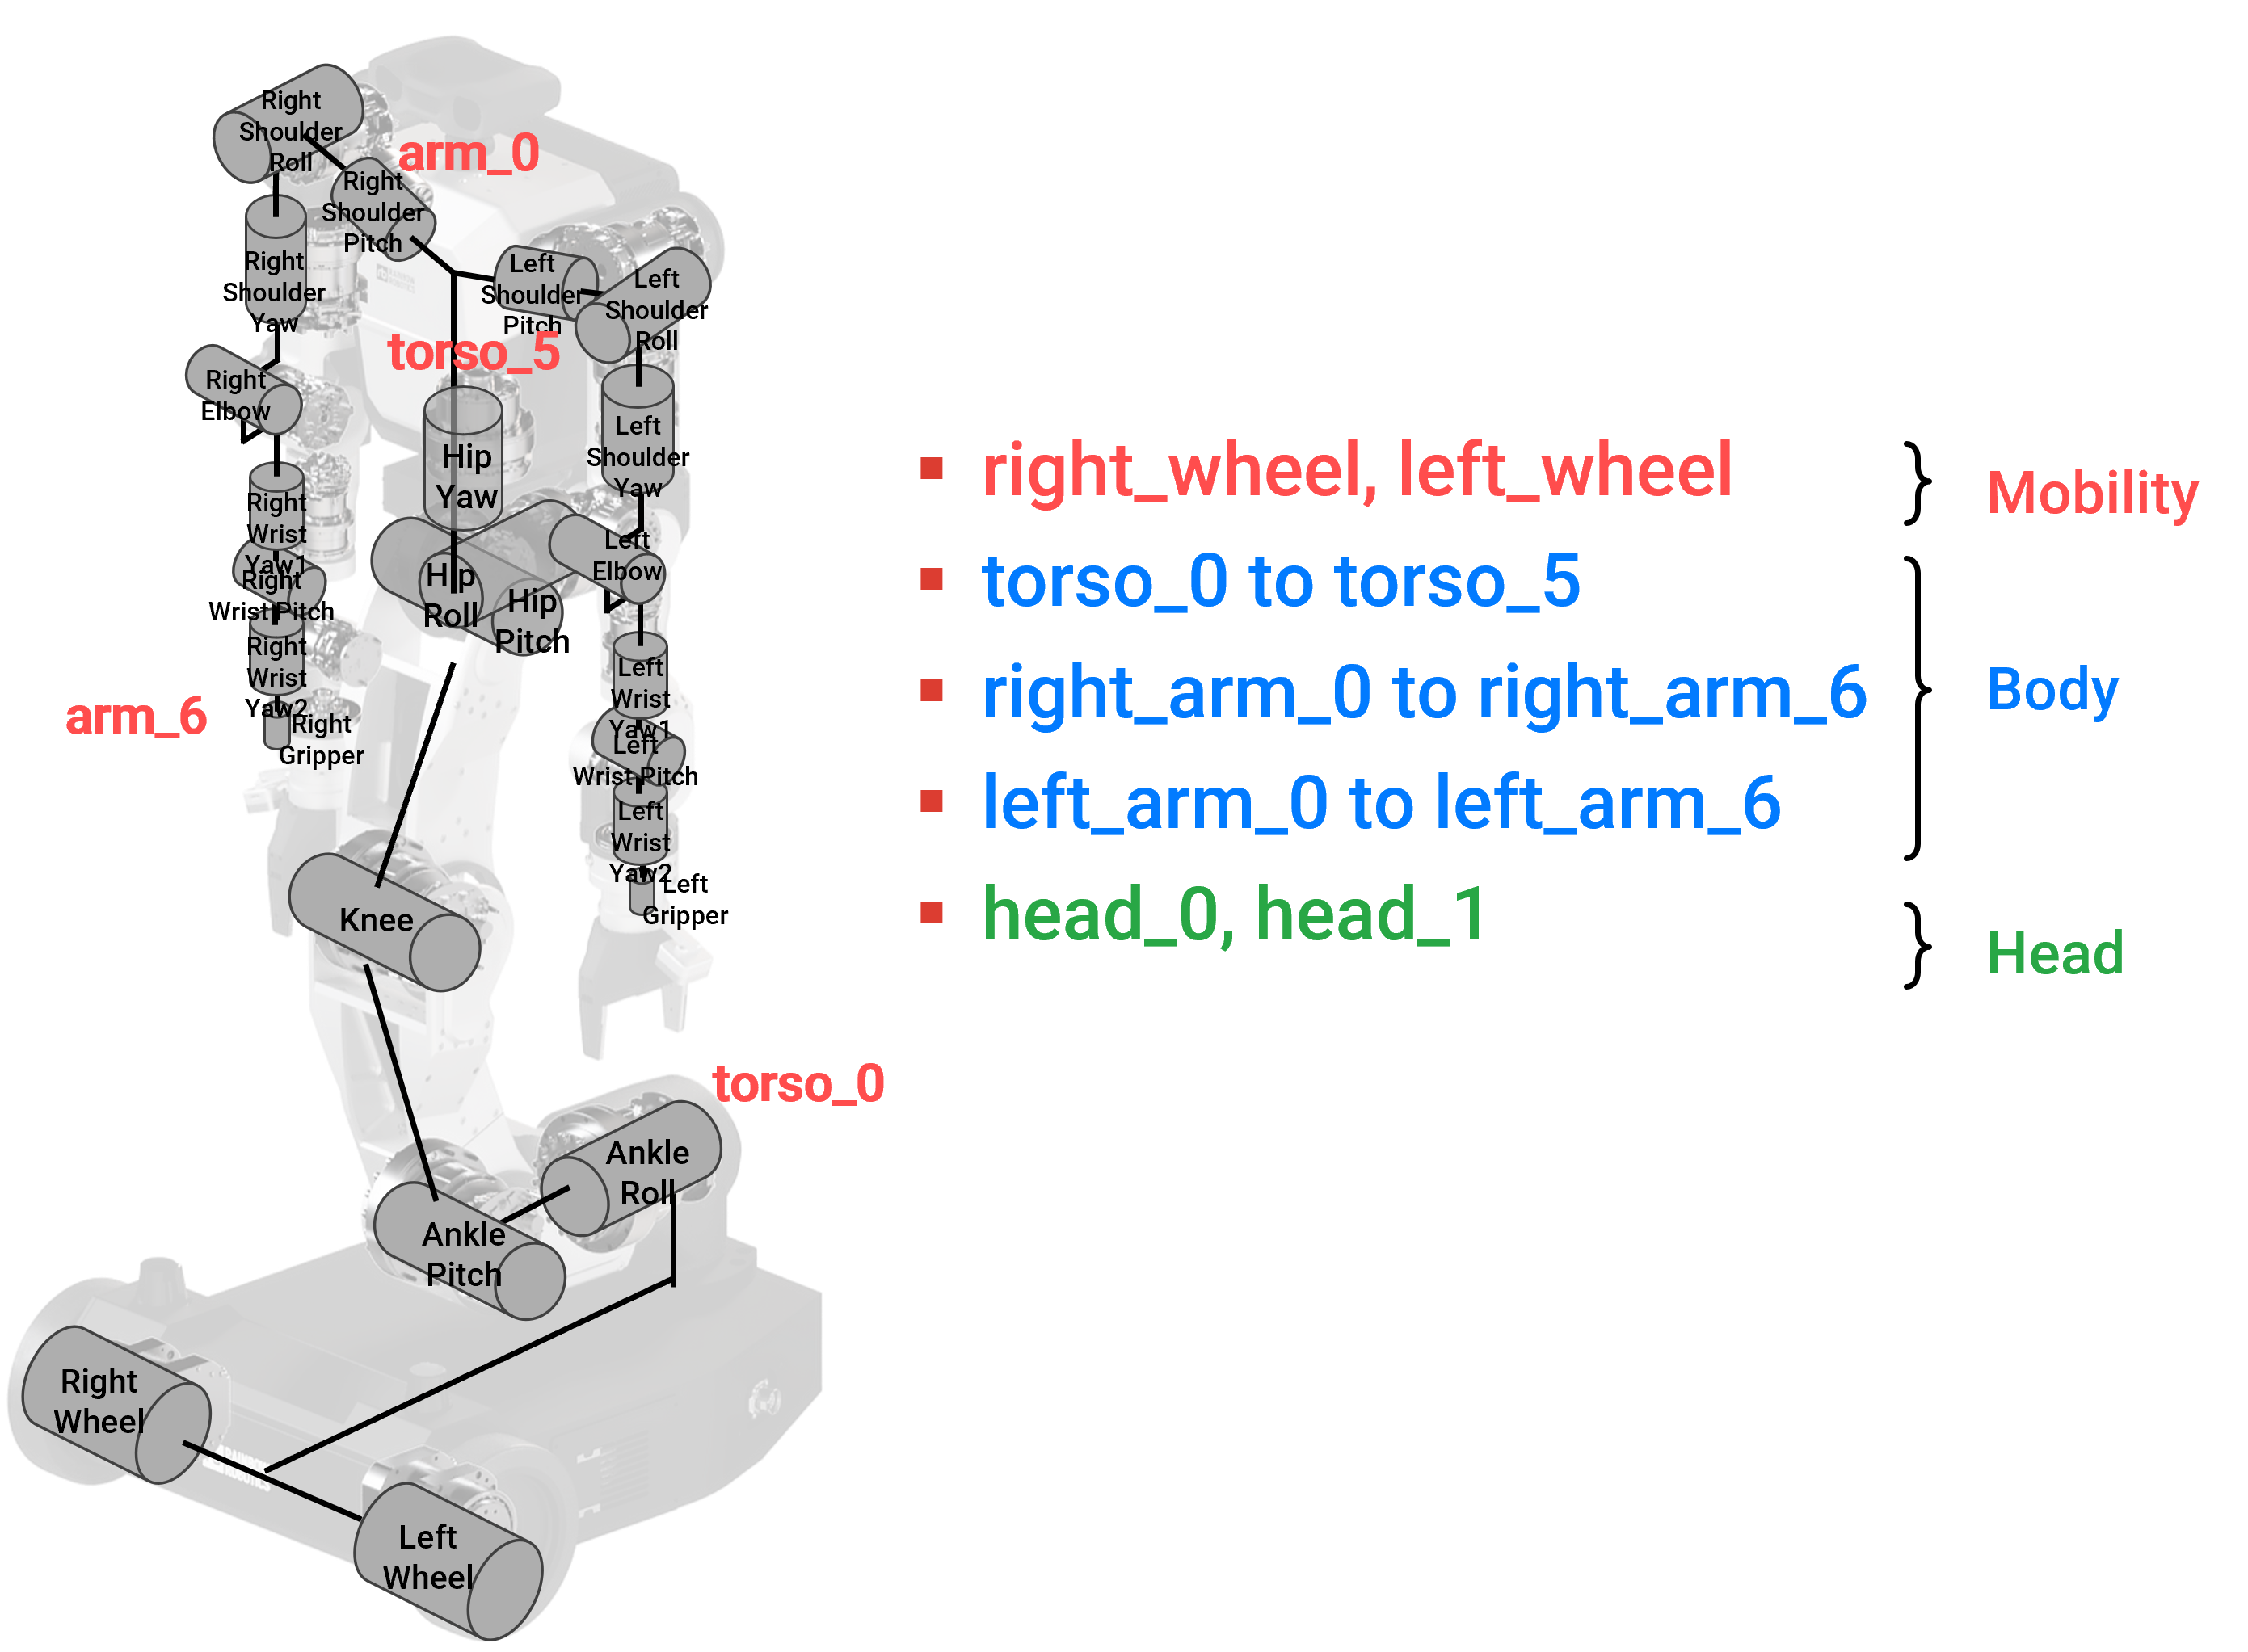 Right
Shoulder
Roll
arm_0
Right
Shoulder
Pitch
Right
Shoulder
Yaw
Left
Shoulder
Pitch
Left
Shoulder
Roll
torso_5
Right
Elbow
Hip
Yaw
Left
Shoulder
Yaw
Right
Wrist
Yaw1
Right
Wrist Pitch
Right
Wrist
Yaw2
Hip
Roll
Hip
Pitch
Left
Elbow
arm_6
Right
Gripper
Left
Wrist
Yaw1
Left
Wrist Pitch
Left
Wrist
Yaw2
Left
Gripper
Knee
torso_0
Ankle
Roll
Ankle
Pitch
Right
Wheel
Left
Wheel
▪ right_wheel, left_wheel
Mobility
▪ torso_0 to torso_5
▪ right_arm_0 to right_arm_6
Body
▪ left_arm_0 to left_arm_6
▪ head_0, head_1
Head